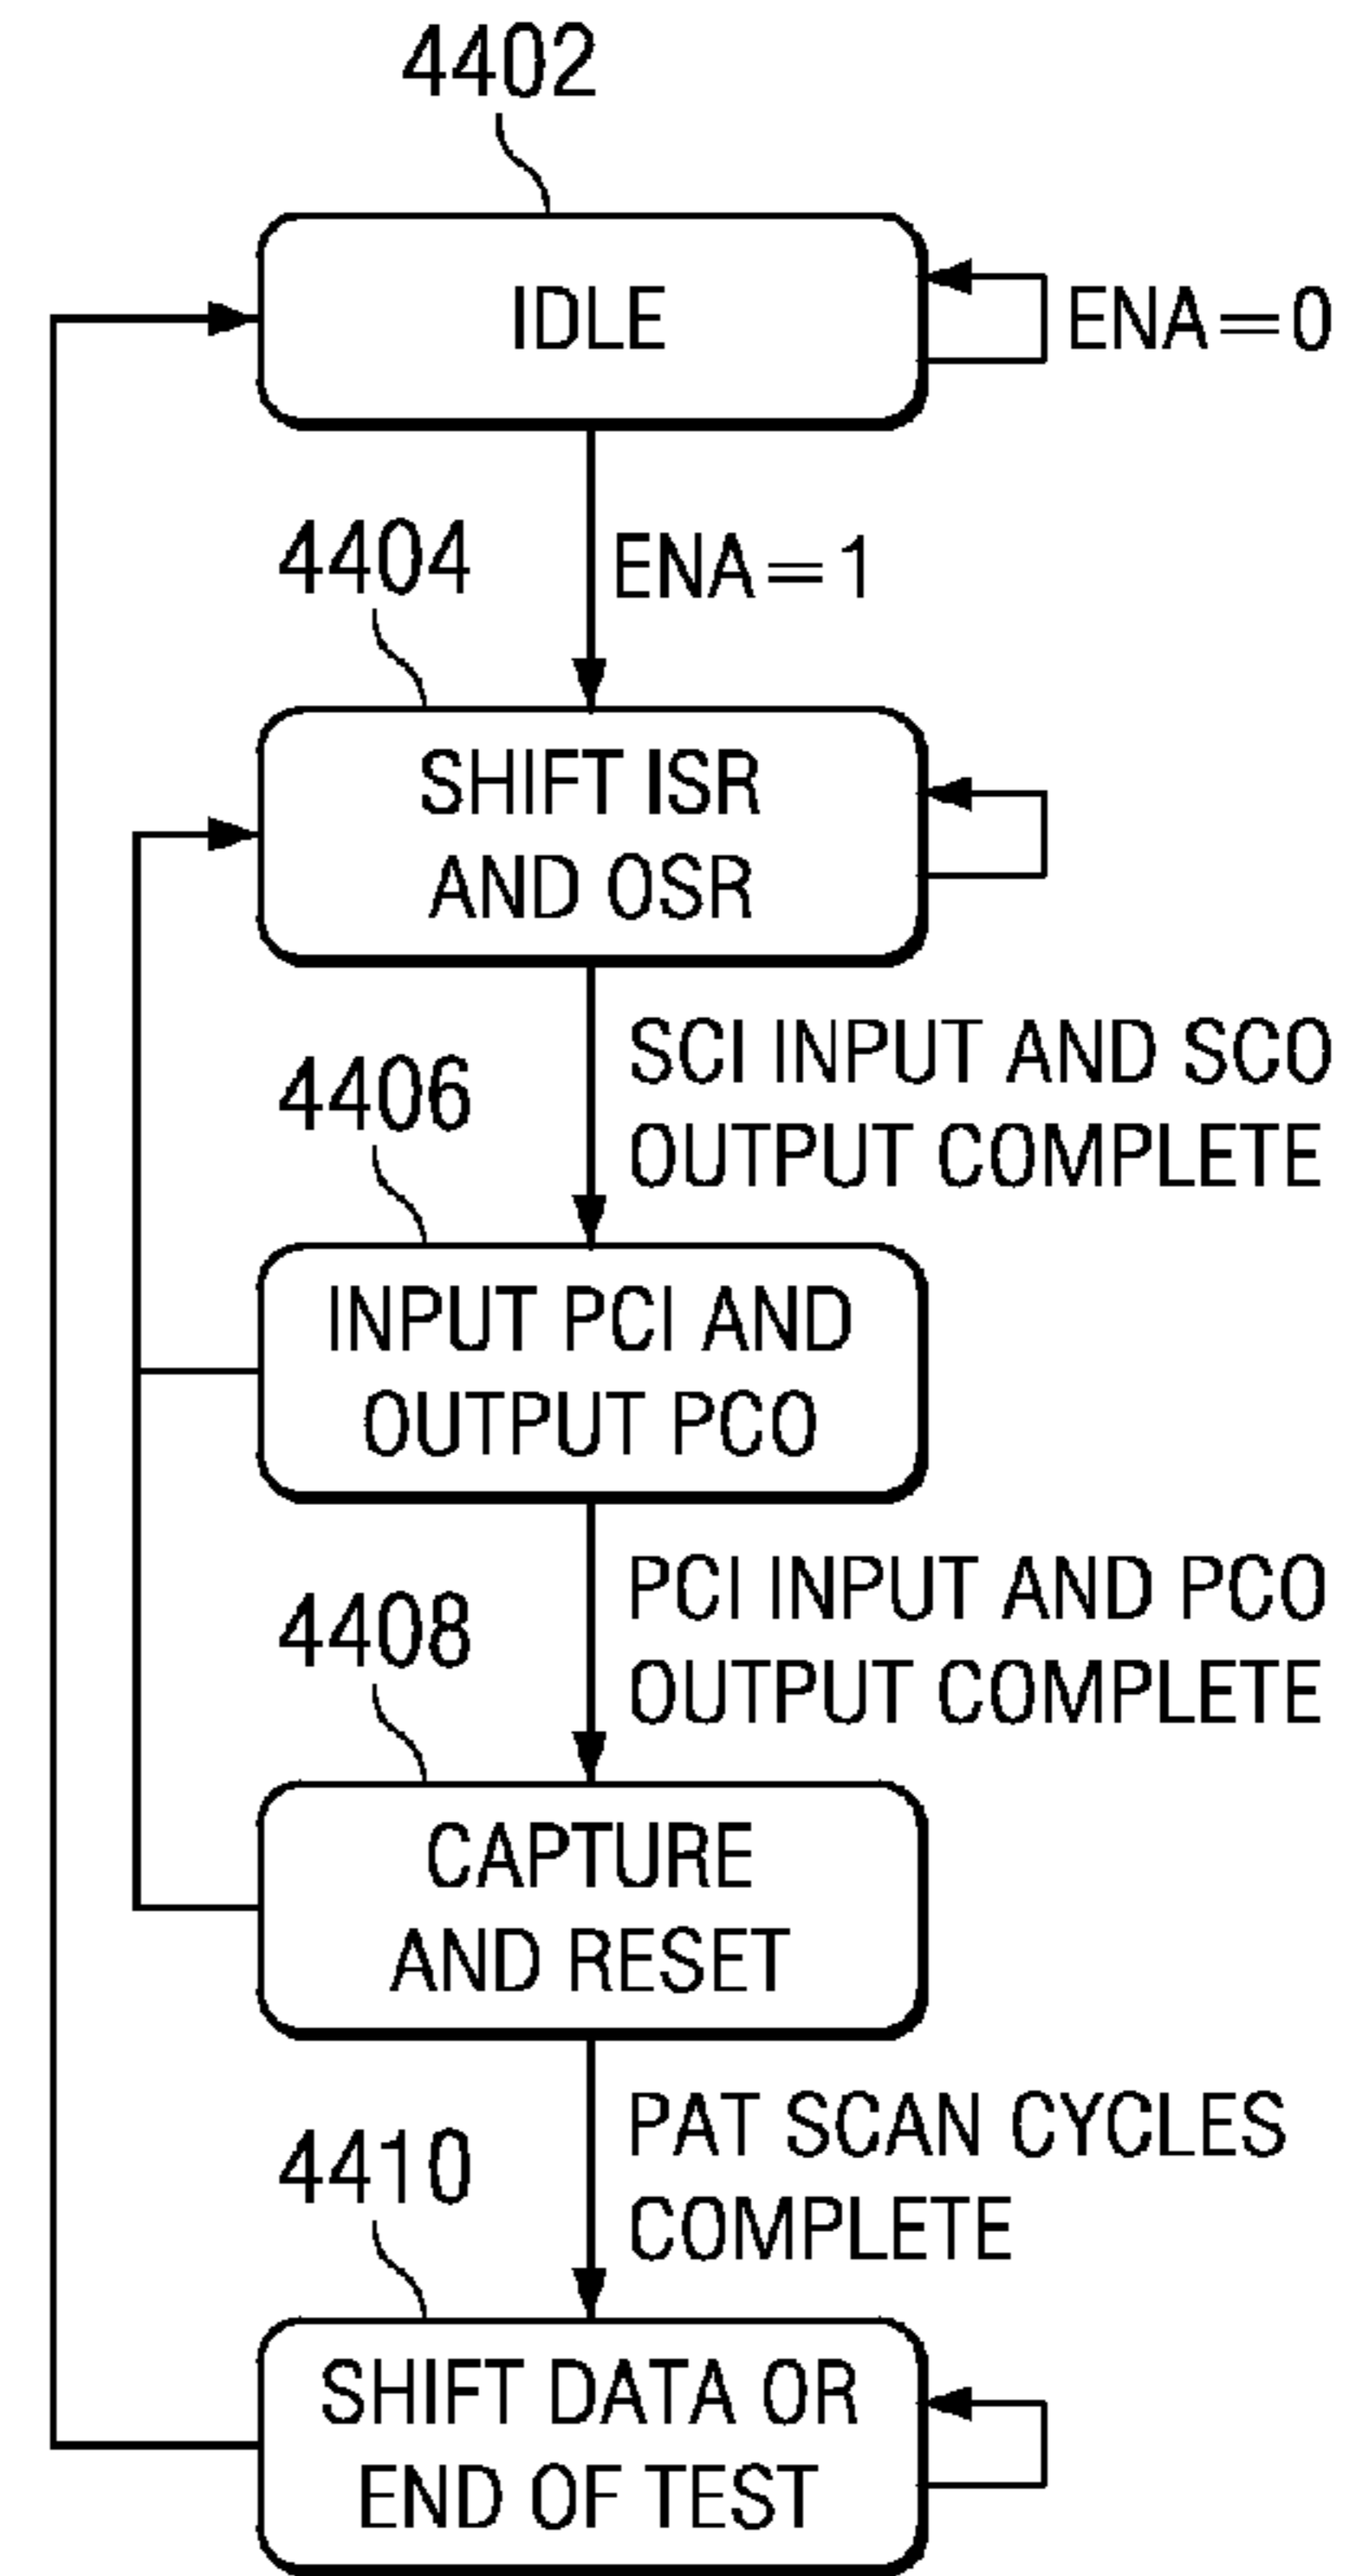 4402
IDLE
ENA=0
4404
ENA=1
SHIFT ISR
AND OSR
4406
SCI INPUT AND SCO
OUTPUT COMPLETE
INPUT PCI AND
OUTPUT PCO
4408
PCI INPUT AND PCO
OUTPUT COMPLETE
CAPTURE
AND RESET
4410
PAT SCAN CYCLES
COMPLETE
SHIFT DATA OR
END OF TEST